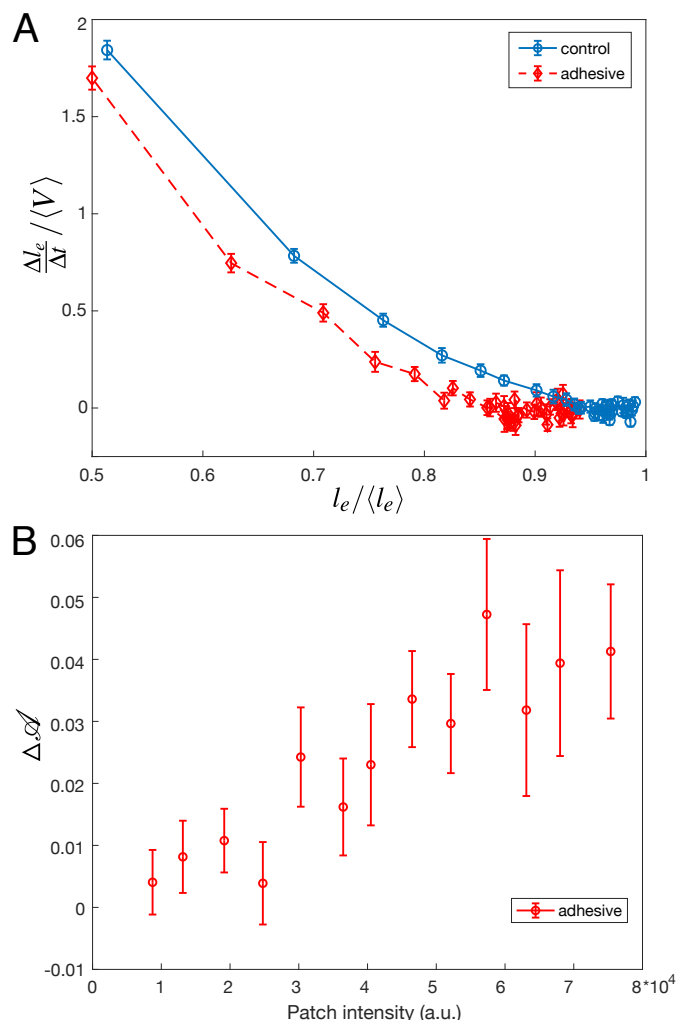 A
2
1.5
1
0.5
0
Δl_e/Δt / ⟨V⟩
control
adhesive
0.5 0.6 0.7 0.8 0.9 1
l_e/⟨l_e⟩
B
0.06
0.05
0.04
0.03
0.02
0.01
0
-0.01
Δ𝒜
adhesive
0 1 2 3 4 5 6 7 8*10⁴
Patch intensity (a.u.)